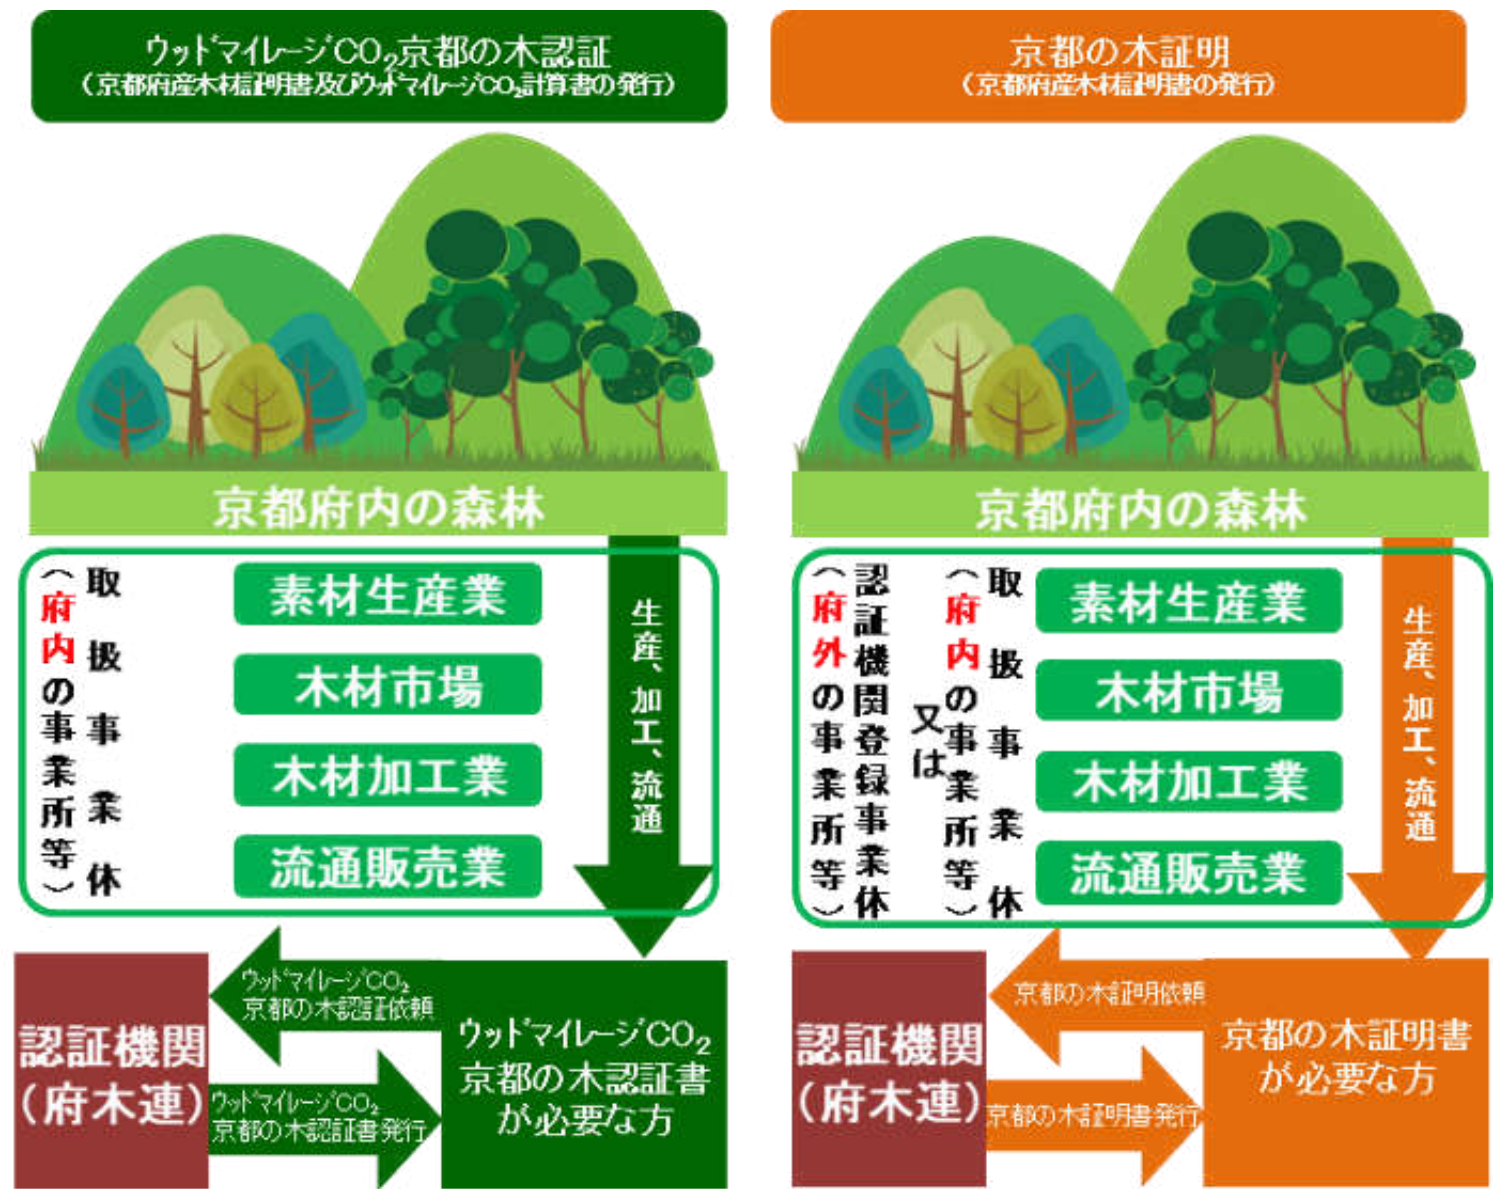 ウッドマイレージCO₂京都の木認証
（京都府産木材証明書及びウッドマイレージCO₂計算書の発行）
京都府内の森林
取扱事業体
（府内の事業所等）
素材生産業
木材市場
木材加工業
流通販売業
生産、加工、流通
認証機関
（府木連）
ウッドマイレージCO₂
京都の木認証依頼
ウッドマイレージCO₂
京都の木認証書発行
ウッドマイレージCO₂
京都の木認証書
が必要な方
京都の木証明
（京都府産木材証明書の発行）
京都府内の森林
取扱事業体
（府内の事業所等）
又は
認証機関登録事業体
（府外の事業所等）
素材生産業
木材市場
木材加工業
流通販売業
生産、加工、流通
認証機関
（府木連）
京都の木証明依頼
京都の木証明書発行
京都の木証明書
が必要な方